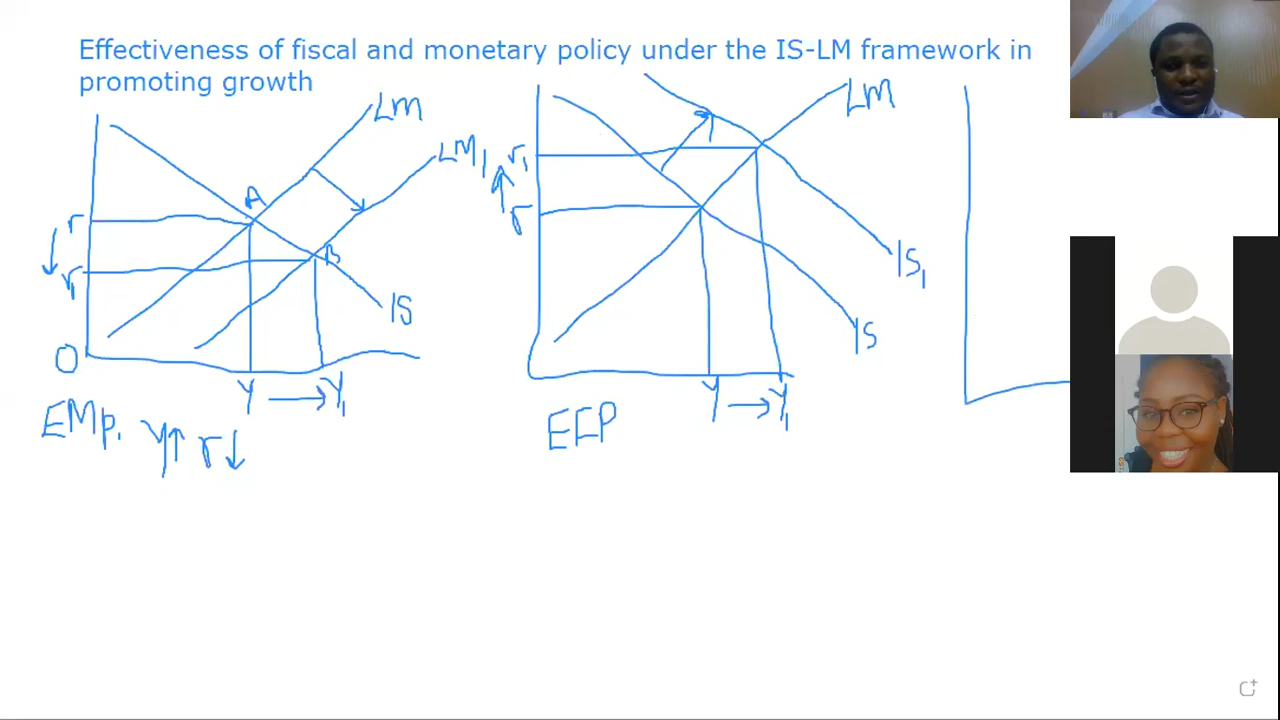 Effectiveness of fiscal and monetary policy under the IS-LM framework in
promoting growth
LM
LM1
A
r
B
r1
IS
O
Y → Y1
EMp.
Y↑ r↓
LM
r1
r
IS1
IS
Y → Y1
EFP